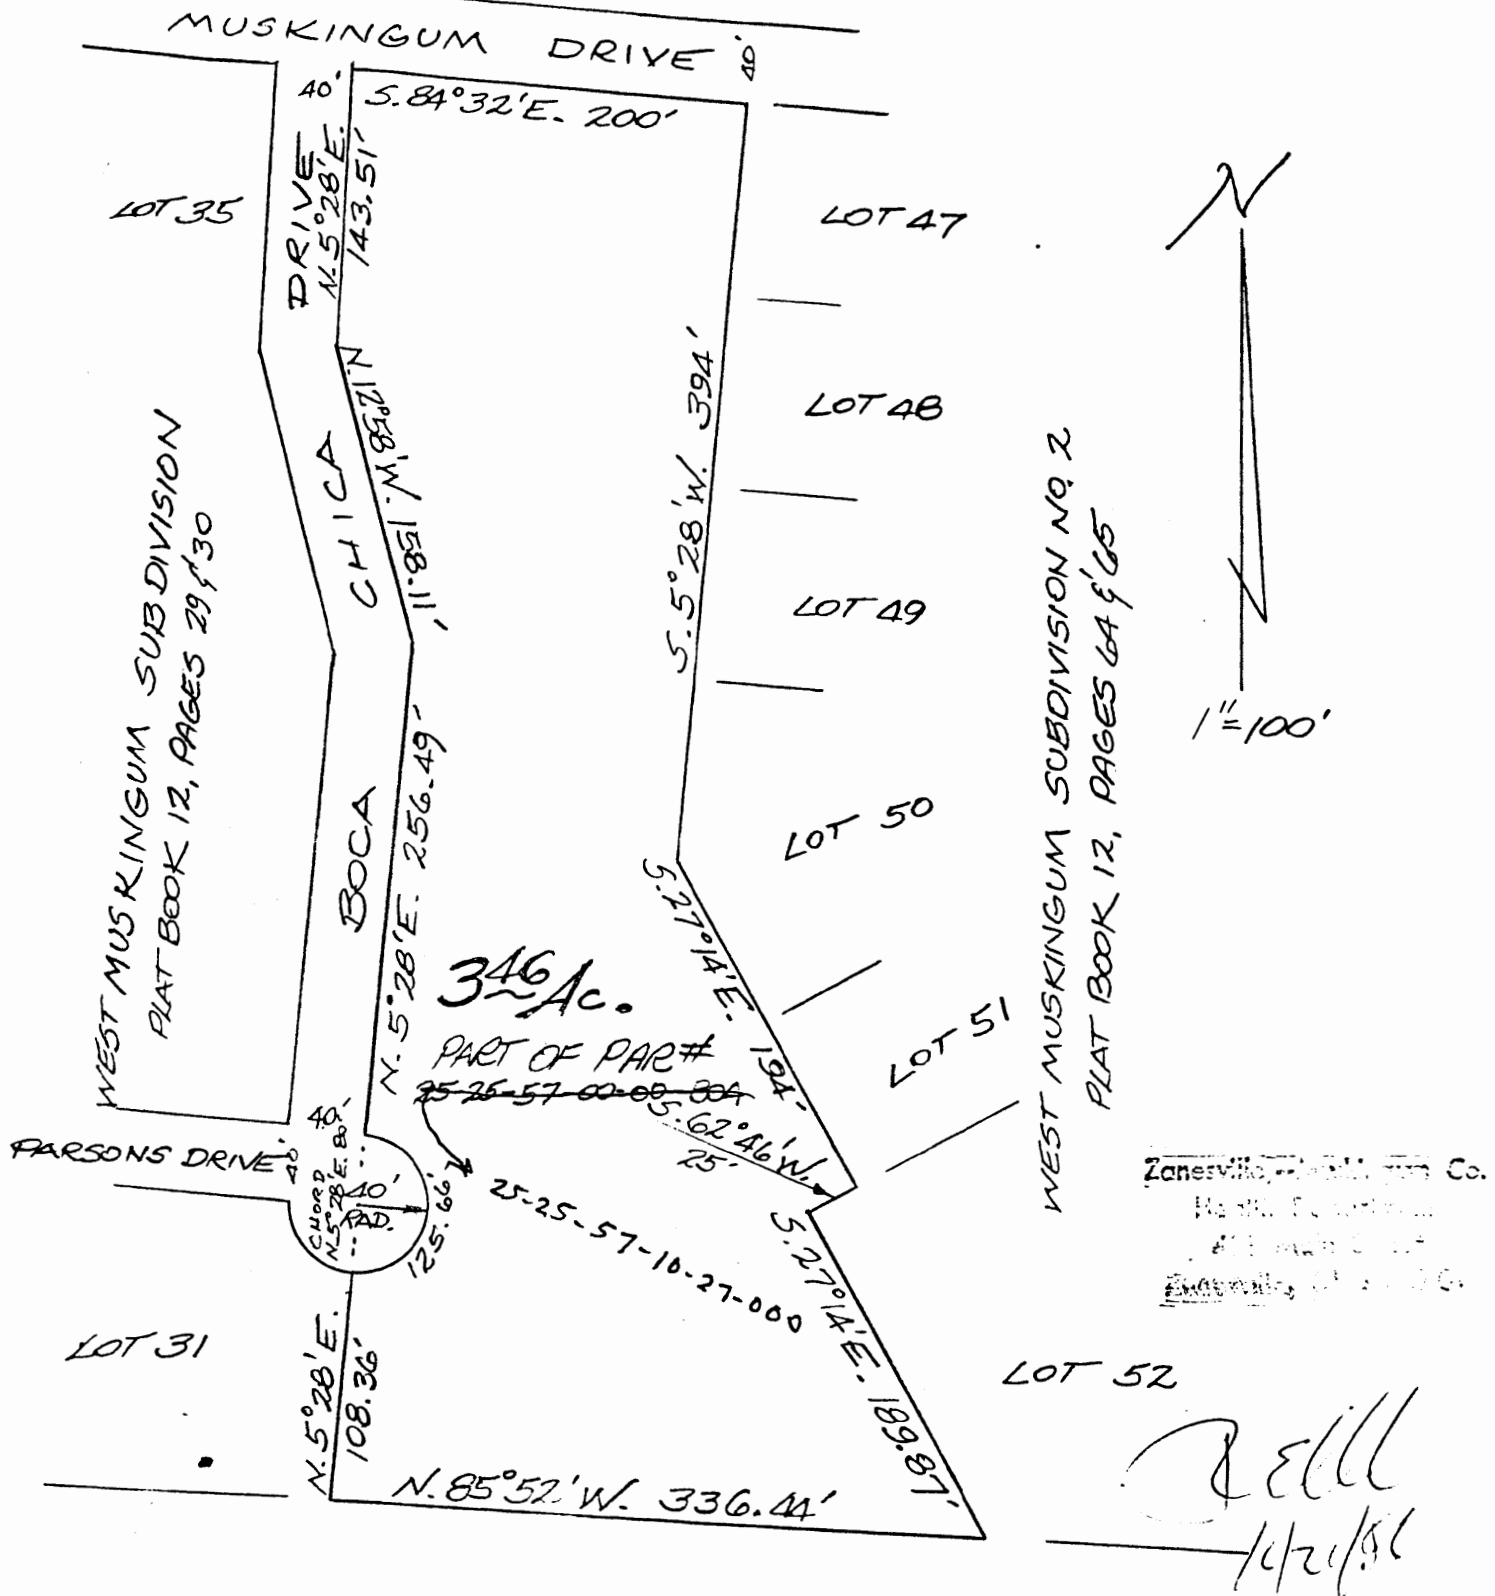 MUSKINGUM DRIVE 40'
40' S. 84°32'E. 200'
DRIVE
N. 5°28'E.
143.51'
LOT 35
LOT 47
N
N. 12°58'W. 158.11'
S. 5°28'W. 394'
LOT 48
CHICA
WEST MUSKINGUM SUBDIVISION
PLAT BOOK 12, PAGES 29 & 30
LOT 49
WEST MUSKINGUM SUBDIVISION NO. 2
PLAT BOOK 12, PAGES 64 & 65
1"=100'
BOCA
N. 5°28'E. 256.49'
LOT 50
S. 27°14'E. 194'
3.46 Ac.
PART OF PAR#
LOT 51
S. 62°46'W.
25'
40'
PARSONS DRIVE 40'
CHORD
N. 5°28'E. 80'
40'
RAD.
125.66'
25-25-57-10-27-000
Zanesville, Co.
S. 27°14'E. 189.87'
LOT 31
N. 5°28'E.
108.36'
LOT 52
N. 85°52'W. 336.44'